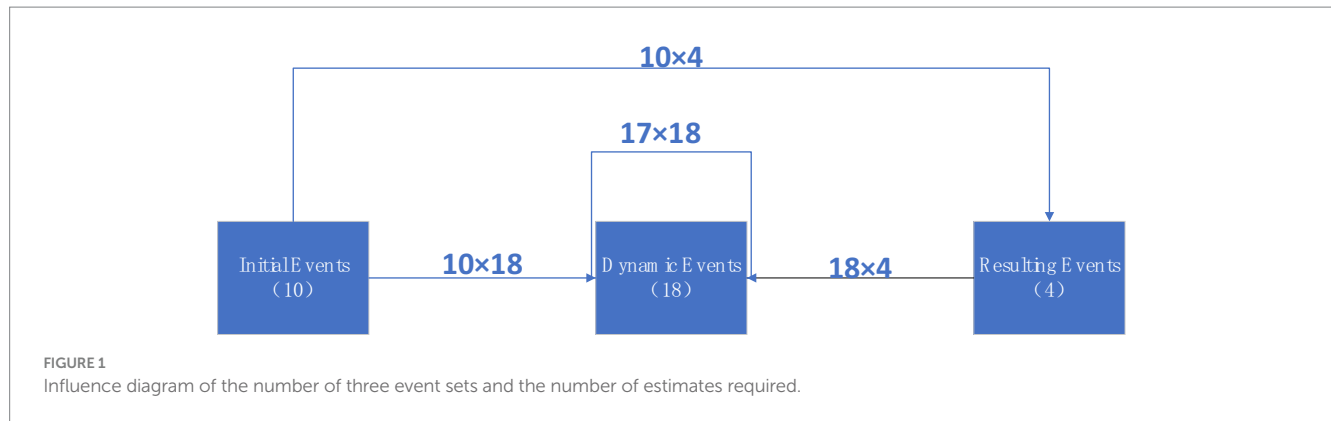 10×4
17×18
Initial Events
（10）
10×18
Dynamic Events
（18）
18×4
Resulting Events
（4）
FIGURE 1
Influence diagram of the number of three event sets and the number of estimates required.